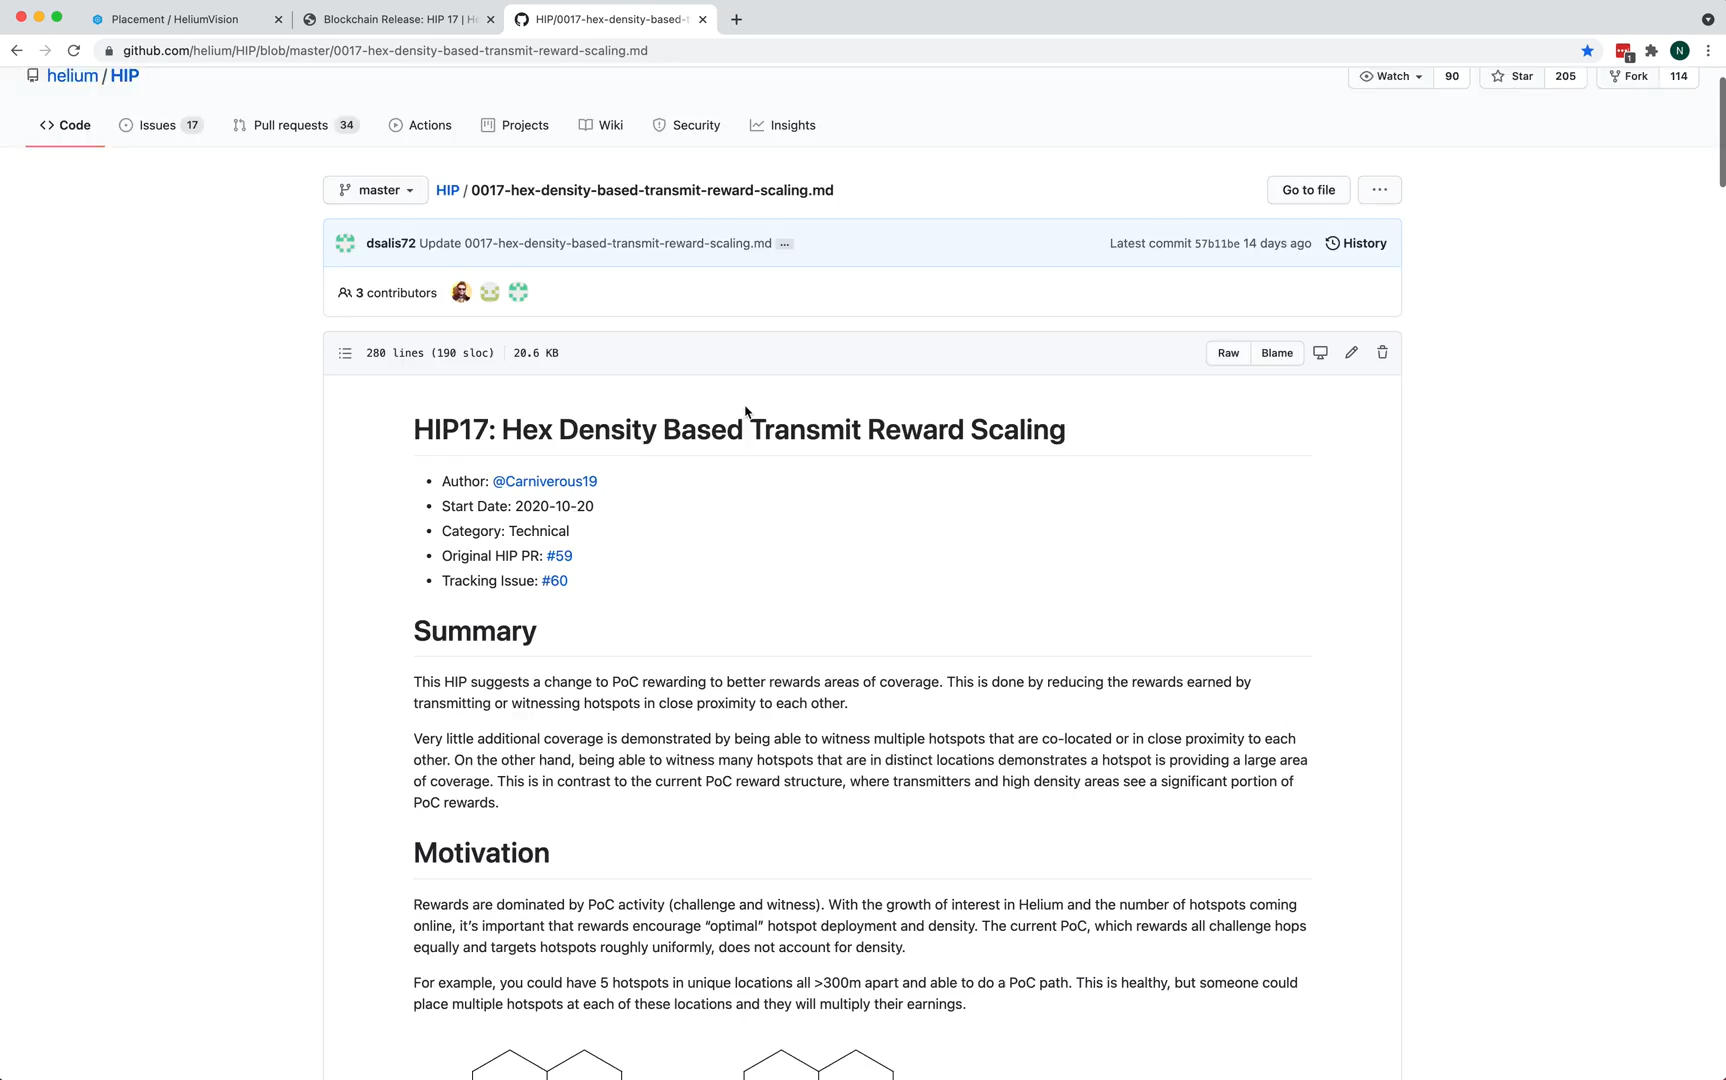 Placement / HeliumVision
Blockchain Release: HIP 17 | H
HIP/0017-hex-density-based-t
github.com/helium/HIP/blob/master/0017-hex-density-based-transmit-reward-scaling.md
1
N
helium / HIP
Watch 90
Star 205
Fork 114
Code
Issues 17
Pull requests 34
Actions
Projects
Wiki
Security
Insights
master
HIP / 0017-hex-density-based-transmit-reward-scaling.md
Go to file
...
dsalis72 Update 0017-hex-density-based-transmit-reward-scaling.md ...
Latest commit 57b11be 14 days ago
History
3 contributors
280 lines (190 sloc) 20.6 KB
Raw
Blame
HIP17: Hex Density Based Transmit Reward Scaling
• Author: @Carniverous19
• Start Date: 2020-10-20
• Category: Technical
• Original HIP PR: #59
• Tracking Issue: #60
Summary
This HIP suggests a change to PoC rewarding to better rewards areas of coverage. This is done by reducing the rewards earned by
transmitting or witnessing hotspots in close proximity to each other.
Very little additional coverage is demonstrated by being able to witness multiple hotspots that are co-located or in close proximity to each
other. On the other hand, being able to witness many hotspots that are in distinct locations demonstrates a hotspot is providing a large area
of coverage. This is in contrast to the current PoC reward structure, where transmitters and high density areas see a significant portion of
PoC rewards.
Motivation
Rewards are dominated by PoC activity (challenge and witness). With the growth of interest in Helium and the number of hotspots coming
online, it’s important that rewards encourage “optimal” hotspot deployment and density. The current PoC, which rewards all challenge hops
equally and targets hotspots roughly uniformly, does not account for density.
For example, you could have 5 hotspots in unique locations all >300m apart and able to do a PoC path. This is healthy, but someone could
place multiple hotspots at each of these locations and they will multiply their earnings.